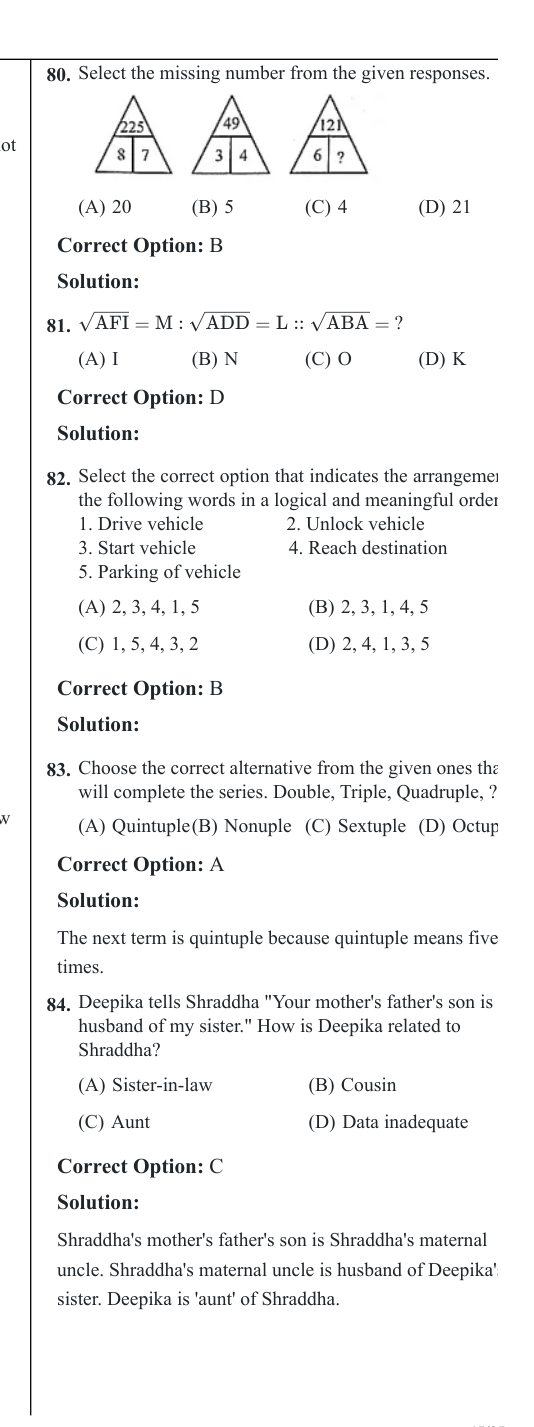 ot
80. Select the missing number from the given responses.
225 49 121
8 7 3 4 6 ?
(A) 20 (B) 5 (C) 4 (D) 21
Correct Option: B
Solution:
81. √AFI = M : √ADD = L :: √ABA = ?
(A) I (B) N (C) O (D) K
Correct Option: D
Solution:
82. Select the correct option that indicates the arrangemen
the following words in a logical and meaningful order
1. Drive vehicle 2. Unlock vehicle
3. Start vehicle 4. Reach destination
5. Parking of vehicle
(A) 2, 3, 4, 1, 5 (B) 2, 3, 1, 4, 5
(C) 1, 5, 4, 3, 2 (D) 2, 4, 1, 3, 5
Correct Option: B
Solution:
83. Choose the correct alternative from the given ones tha
will complete the series. Double, Triple, Quadruple, ?
w
(A) Quintuple (B) Nonuple (C) Sextuple (D) Octup
Correct Option: A
Solution:
The next term is quintuple because quintuple means five
times.
84. Deepika tells Shraddha "Your mother's father's son is
husband of my sister." How is Deepika related to
Shraddha?
(A) Sister-in-law (B) Cousin
(C) Aunt (D) Data inadequate
Correct Option: C
Solution:
Shraddha's mother's father's son is Shraddha's maternal
uncle. Shraddha's maternal uncle is husband of Deepika'
sister. Deepika is 'aunt' of Shraddha.